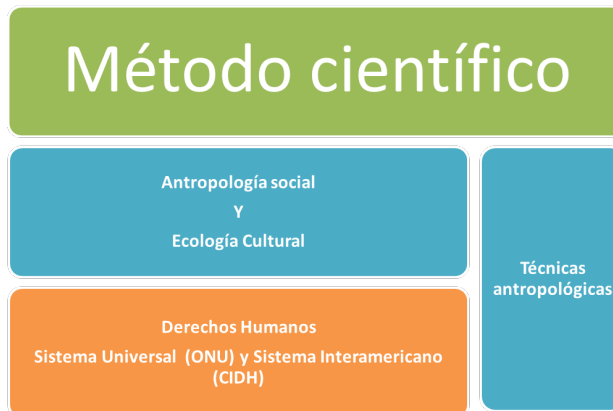 Método científico
Antropología social
Y
Ecología Cultural
Técnicas
antropológicas
Derechos Humanos
Sistema Universal (ONU) y Sistema Interamericano
(CIDH)